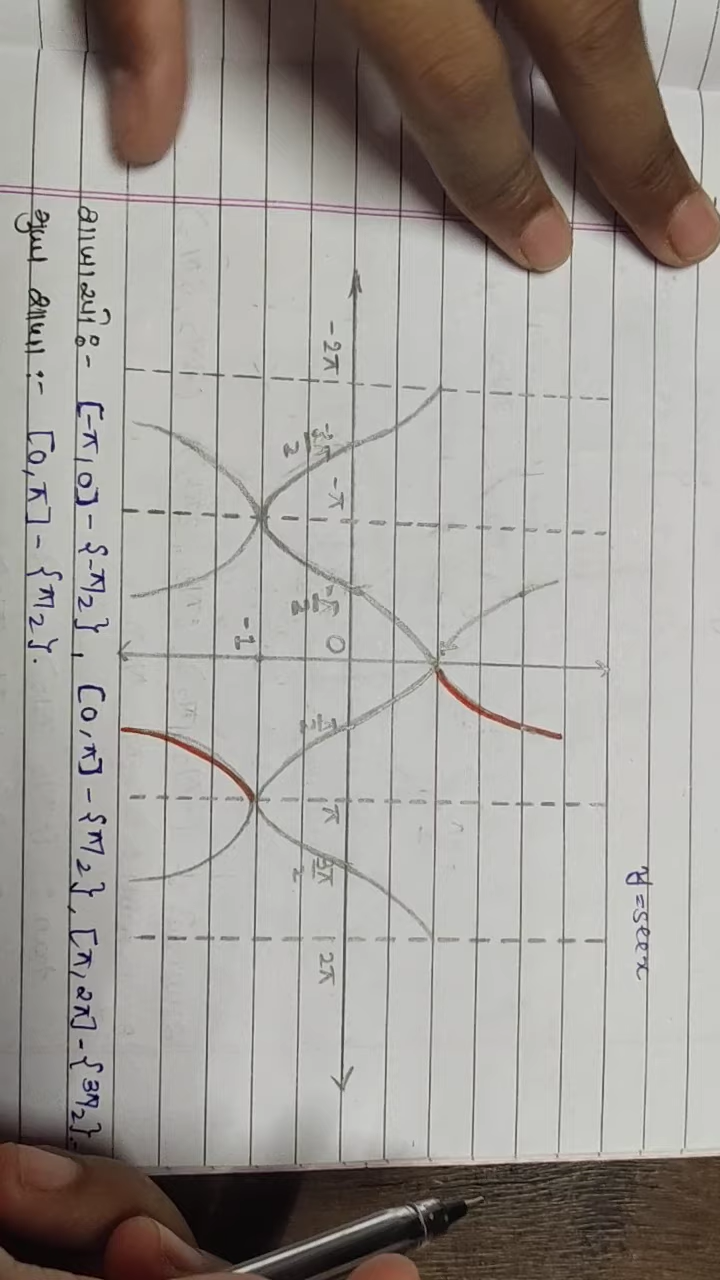 y=secx
-2π -3π/2 -π -π/2 0 π/2 π 3π/2 2π
-1
શાખાઓ :- [-π,0]-{-π/2}, [0,π]-{π/2}, [π,2π]-{3π/2}.
મુખ્ય શાખા :- [0,π]-{π/2}.